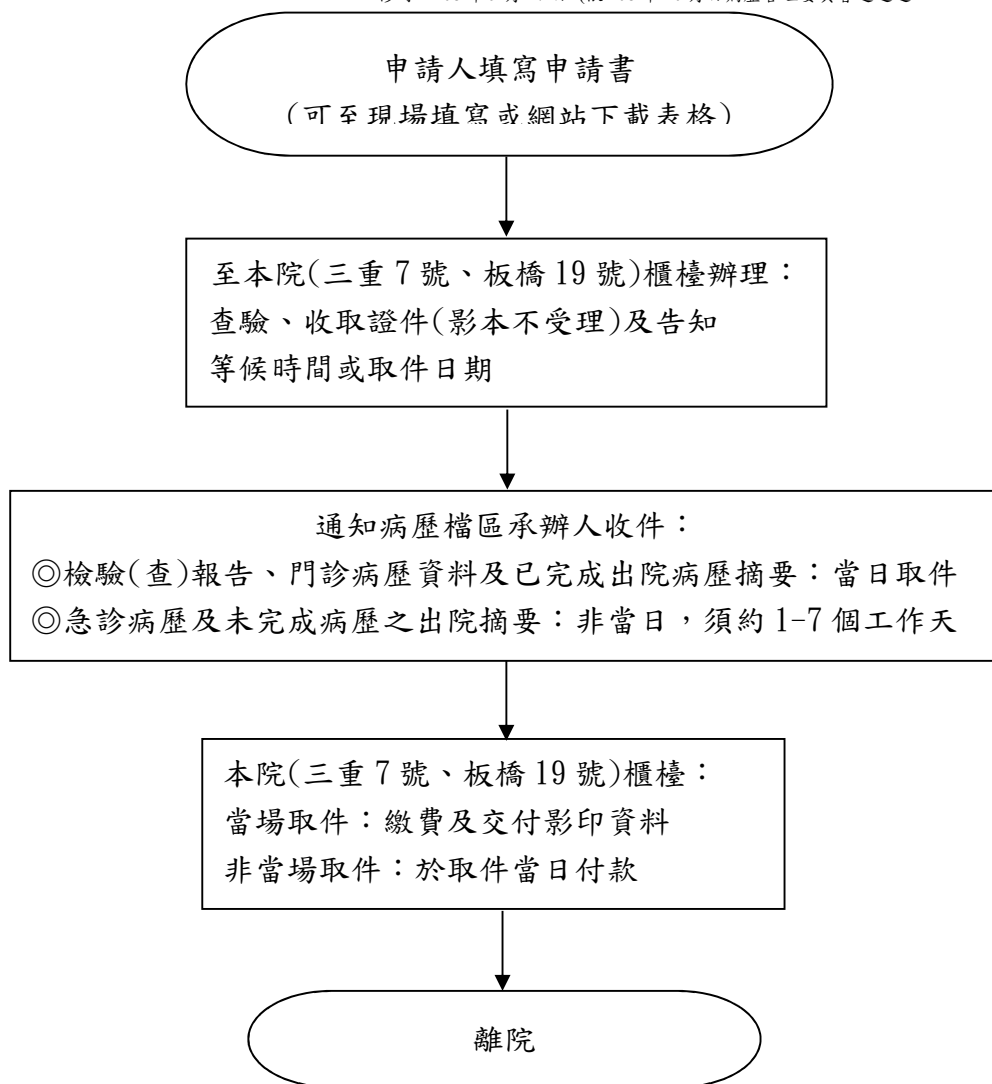 申請人填寫申請書
(可至現場填寫或網站下載表格)
至本院(三重 7 號、板橋 19 號)櫃檯辦理：
查驗、收取證件(影本不受理)及告知
等候時間或取件日期
通知病歷檔區承辦人收件：
◎檢驗(查)報告、門診病歷資料及已完成出院病歷摘要：當日取件
◎急診病歷及未完成病歷之出院摘要：非當日，須約 1-7 個工作天
本院(三重 7 號、板橋 19 號)櫃檯：
當場取件：繳費及交付影印資料
非當場取件：於取件當日付款
離院